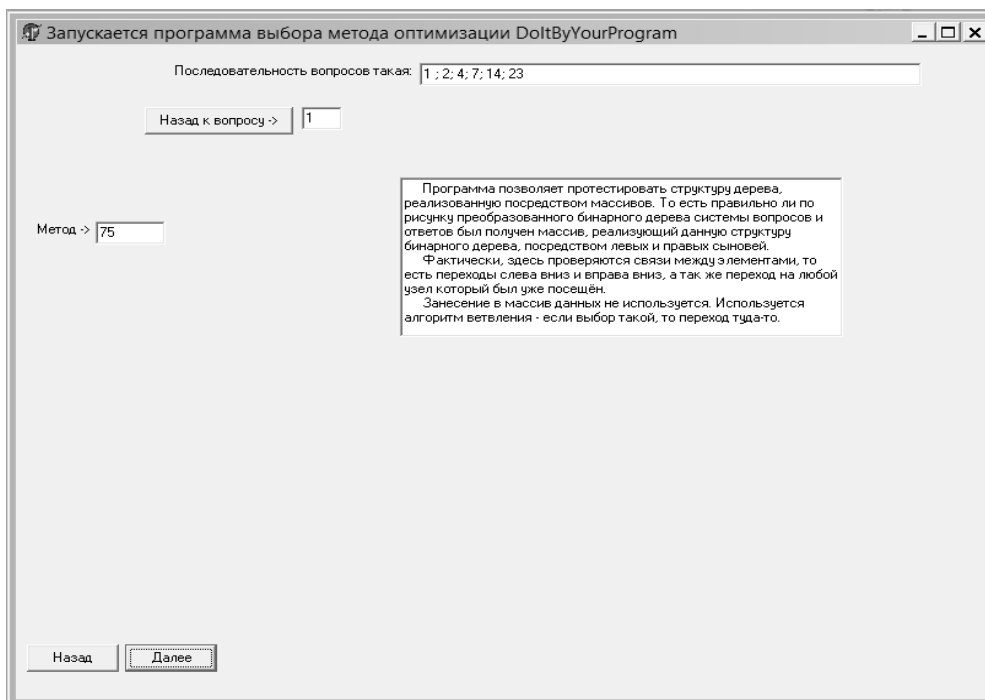 Запускается программа выбора метода оптимизации DoItByYourProgram
Последовательность вопросов такая: 1 ; 2; 4; 7; 14; 23
Назад к вопросу -> 1
Программа позволяет протестировать структуру дерева,
реализованную посредством массивов. То есть правильно ли по
рисунку преобразованного бинарного дерева системы вопросов и
ответов был получен массив, реализующий данную структуру
бинарного дерева, посредством левых и правых сыновей.
Фактически, здесь проверяются связи между элементами, то
есть переходы слева вниз и вправа вниз, а так же переход на любой
узел который был уже посещён.
Занесение в массив данных не используется. Используется
алгоритм ветвления - если выбор такой, то переход туда-то.
Метод -> 75
Назад Далее